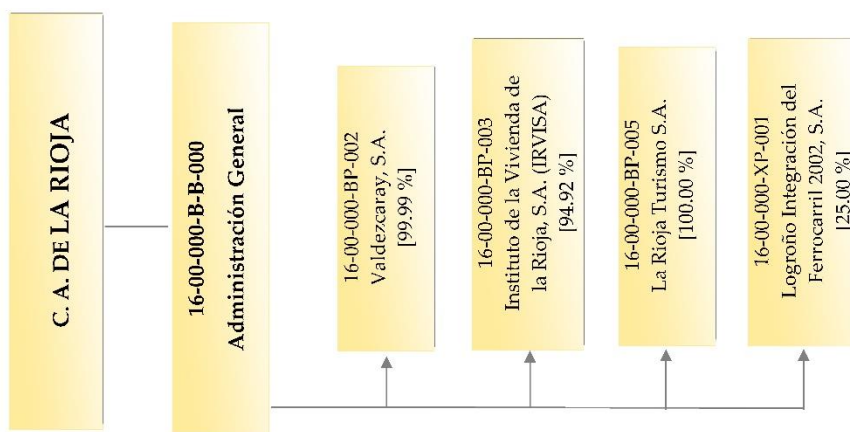 C. A. DE LA RIOJA
16-00-000-B-B-000
Administración General
16-00-000-BP-002
Valdezcaray, S.A.
[99.99 %]
16-00-000-BP-003
Instituto de la Vivienda de
la Rioja, S.A. (IRVISA)
[94.92 %]
16-00-000-BP-005
La Rioja Turismo S.A.
[100.00 %]
16-00-000-XP-001
Logroño Integración del
Ferrocarril 2002, S.A.
[25.00 %]